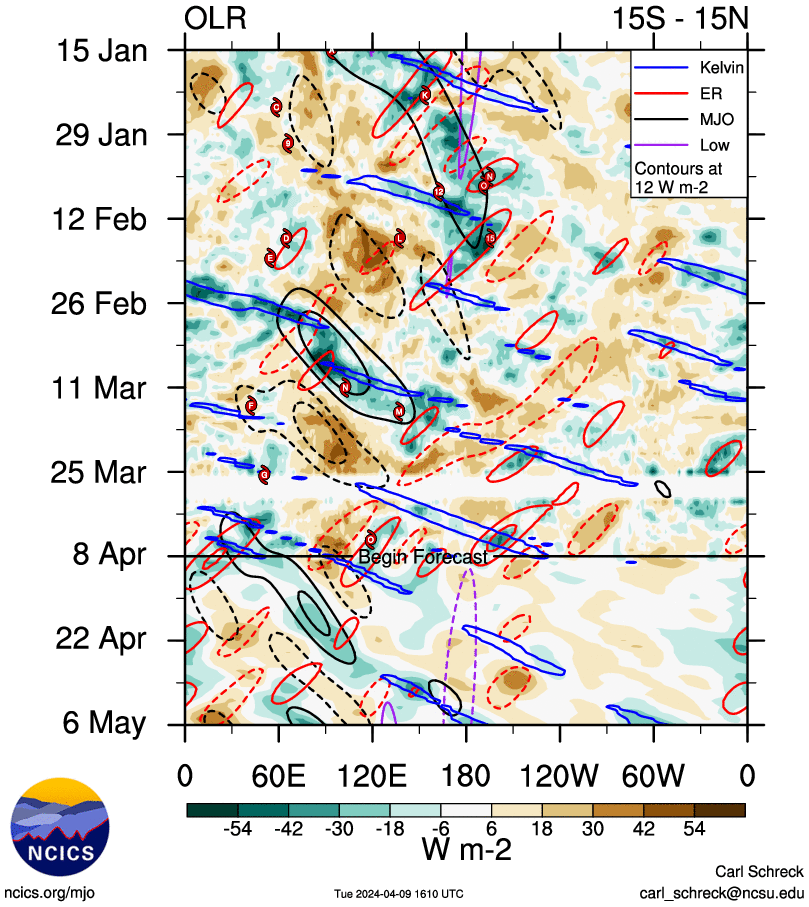 OLR 15S - 15N
15 Jan
29 Jan
12 Feb
26 Feb
11 Mar
25 Mar
8 Apr
22 Apr
6 May
Kelvin
ER
MJO
Low
Contours at
12 W m-2
K
C
9
N
O
12
D
L
15
E
N
M
F
G
O
Begin Forecast
0 60E 120E 180 120W 60W 0
-54 -42 -30 -18 -6 6 18 30 42 54
W m-2
NCICS
ncics.org/mjo
Tue 2024-04-09 1610 UTC
Carl Schreck
carl_schreck@ncsu.edu